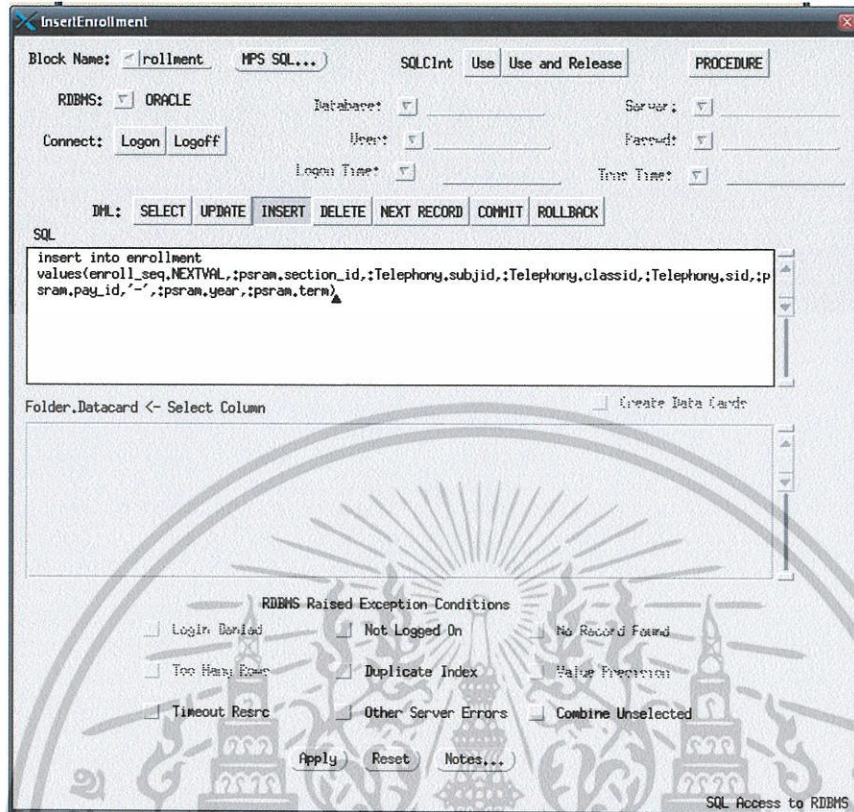 InsertEnrollment
Block Name: rollment MPS SQL... SQLClnt Use Use and Release PROCEDURE
RDBMS: ORACLE Database: Server:
Connect: Logon Logoff User: Passwd:
Logon Time: Tran Time:
DML: SELECT UPDATE INSERT DELETE NEXT RECORD COMMIT ROLLBACK
SQL
insert into enrollment
values(enroll_seq.NEXTVAL,:psram.section_id,:Telephony.subjid,:Telephony.classid,:Telephony.sid,:p
sram.pay_id,'-',:psram.year,:psram.term)
Folder.Datacard <- Select Column Create Data Cards
RDBMS Raised Exception Conditions
Login Denied Not Logged On No Record Found
Too Many Rows Duplicate Index Value Precision
Timeout Resrc Other Server Errors Combine Unselected
Apply Reset Notes...
SQL Access to RDBMS